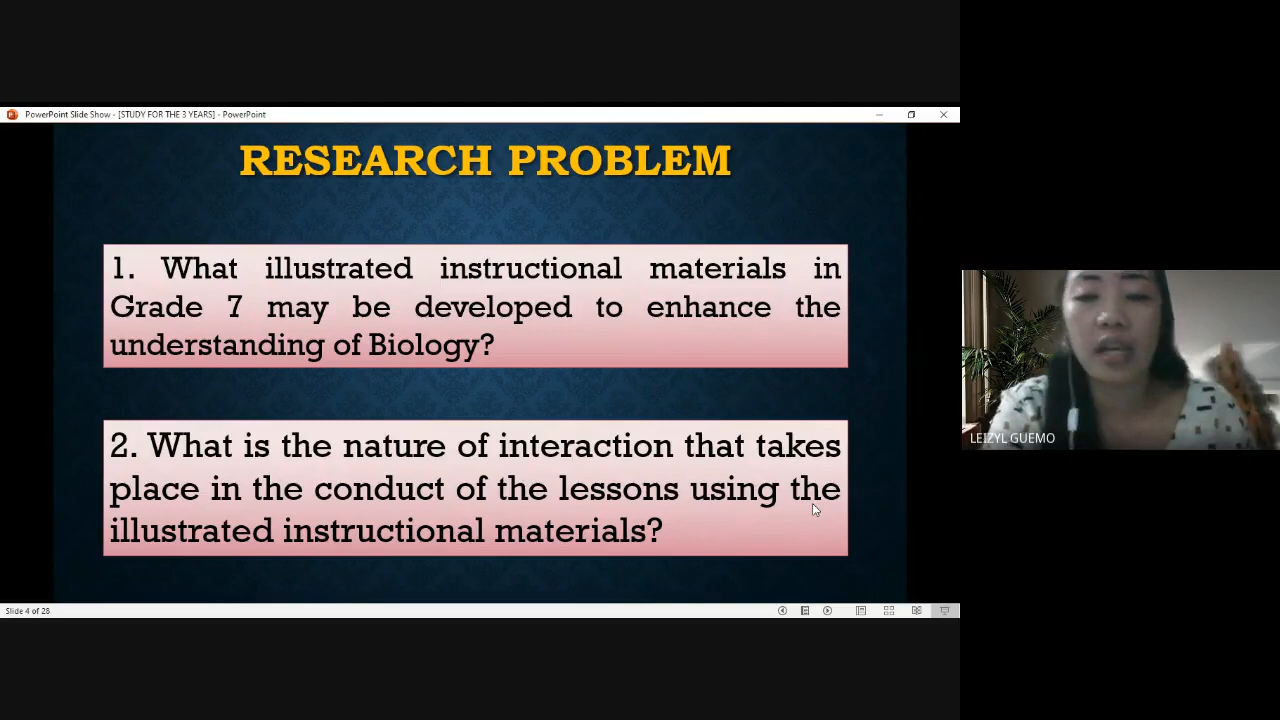 PowerPoint Slide Show - [STUDY FOR THE 3 YEARS] - PowerPoint
RESEARCH PROBLEM
1. What illustrated instructional materials in
Grade 7 may be developed to enhance the
understanding of Biology?
2. What is the nature of interaction that takes
place in the conduct of the lessons using the
illustrated instructional materials?
LEIZYL GUEMO
Slide 4 of 28